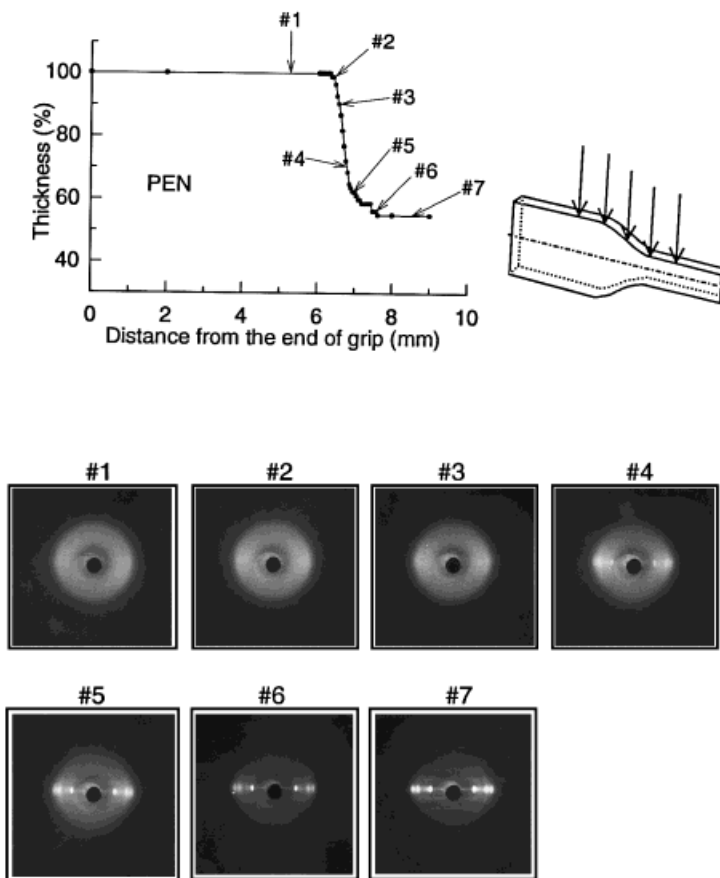 #1
#2
100
#3
80
#5
#4
#6
PEN
#7
60
40
Thickness (%)
0 2 4 6 8 10
Distance from the end of grip (mm)
#1 #2 #3 #4
#5 #6 #7